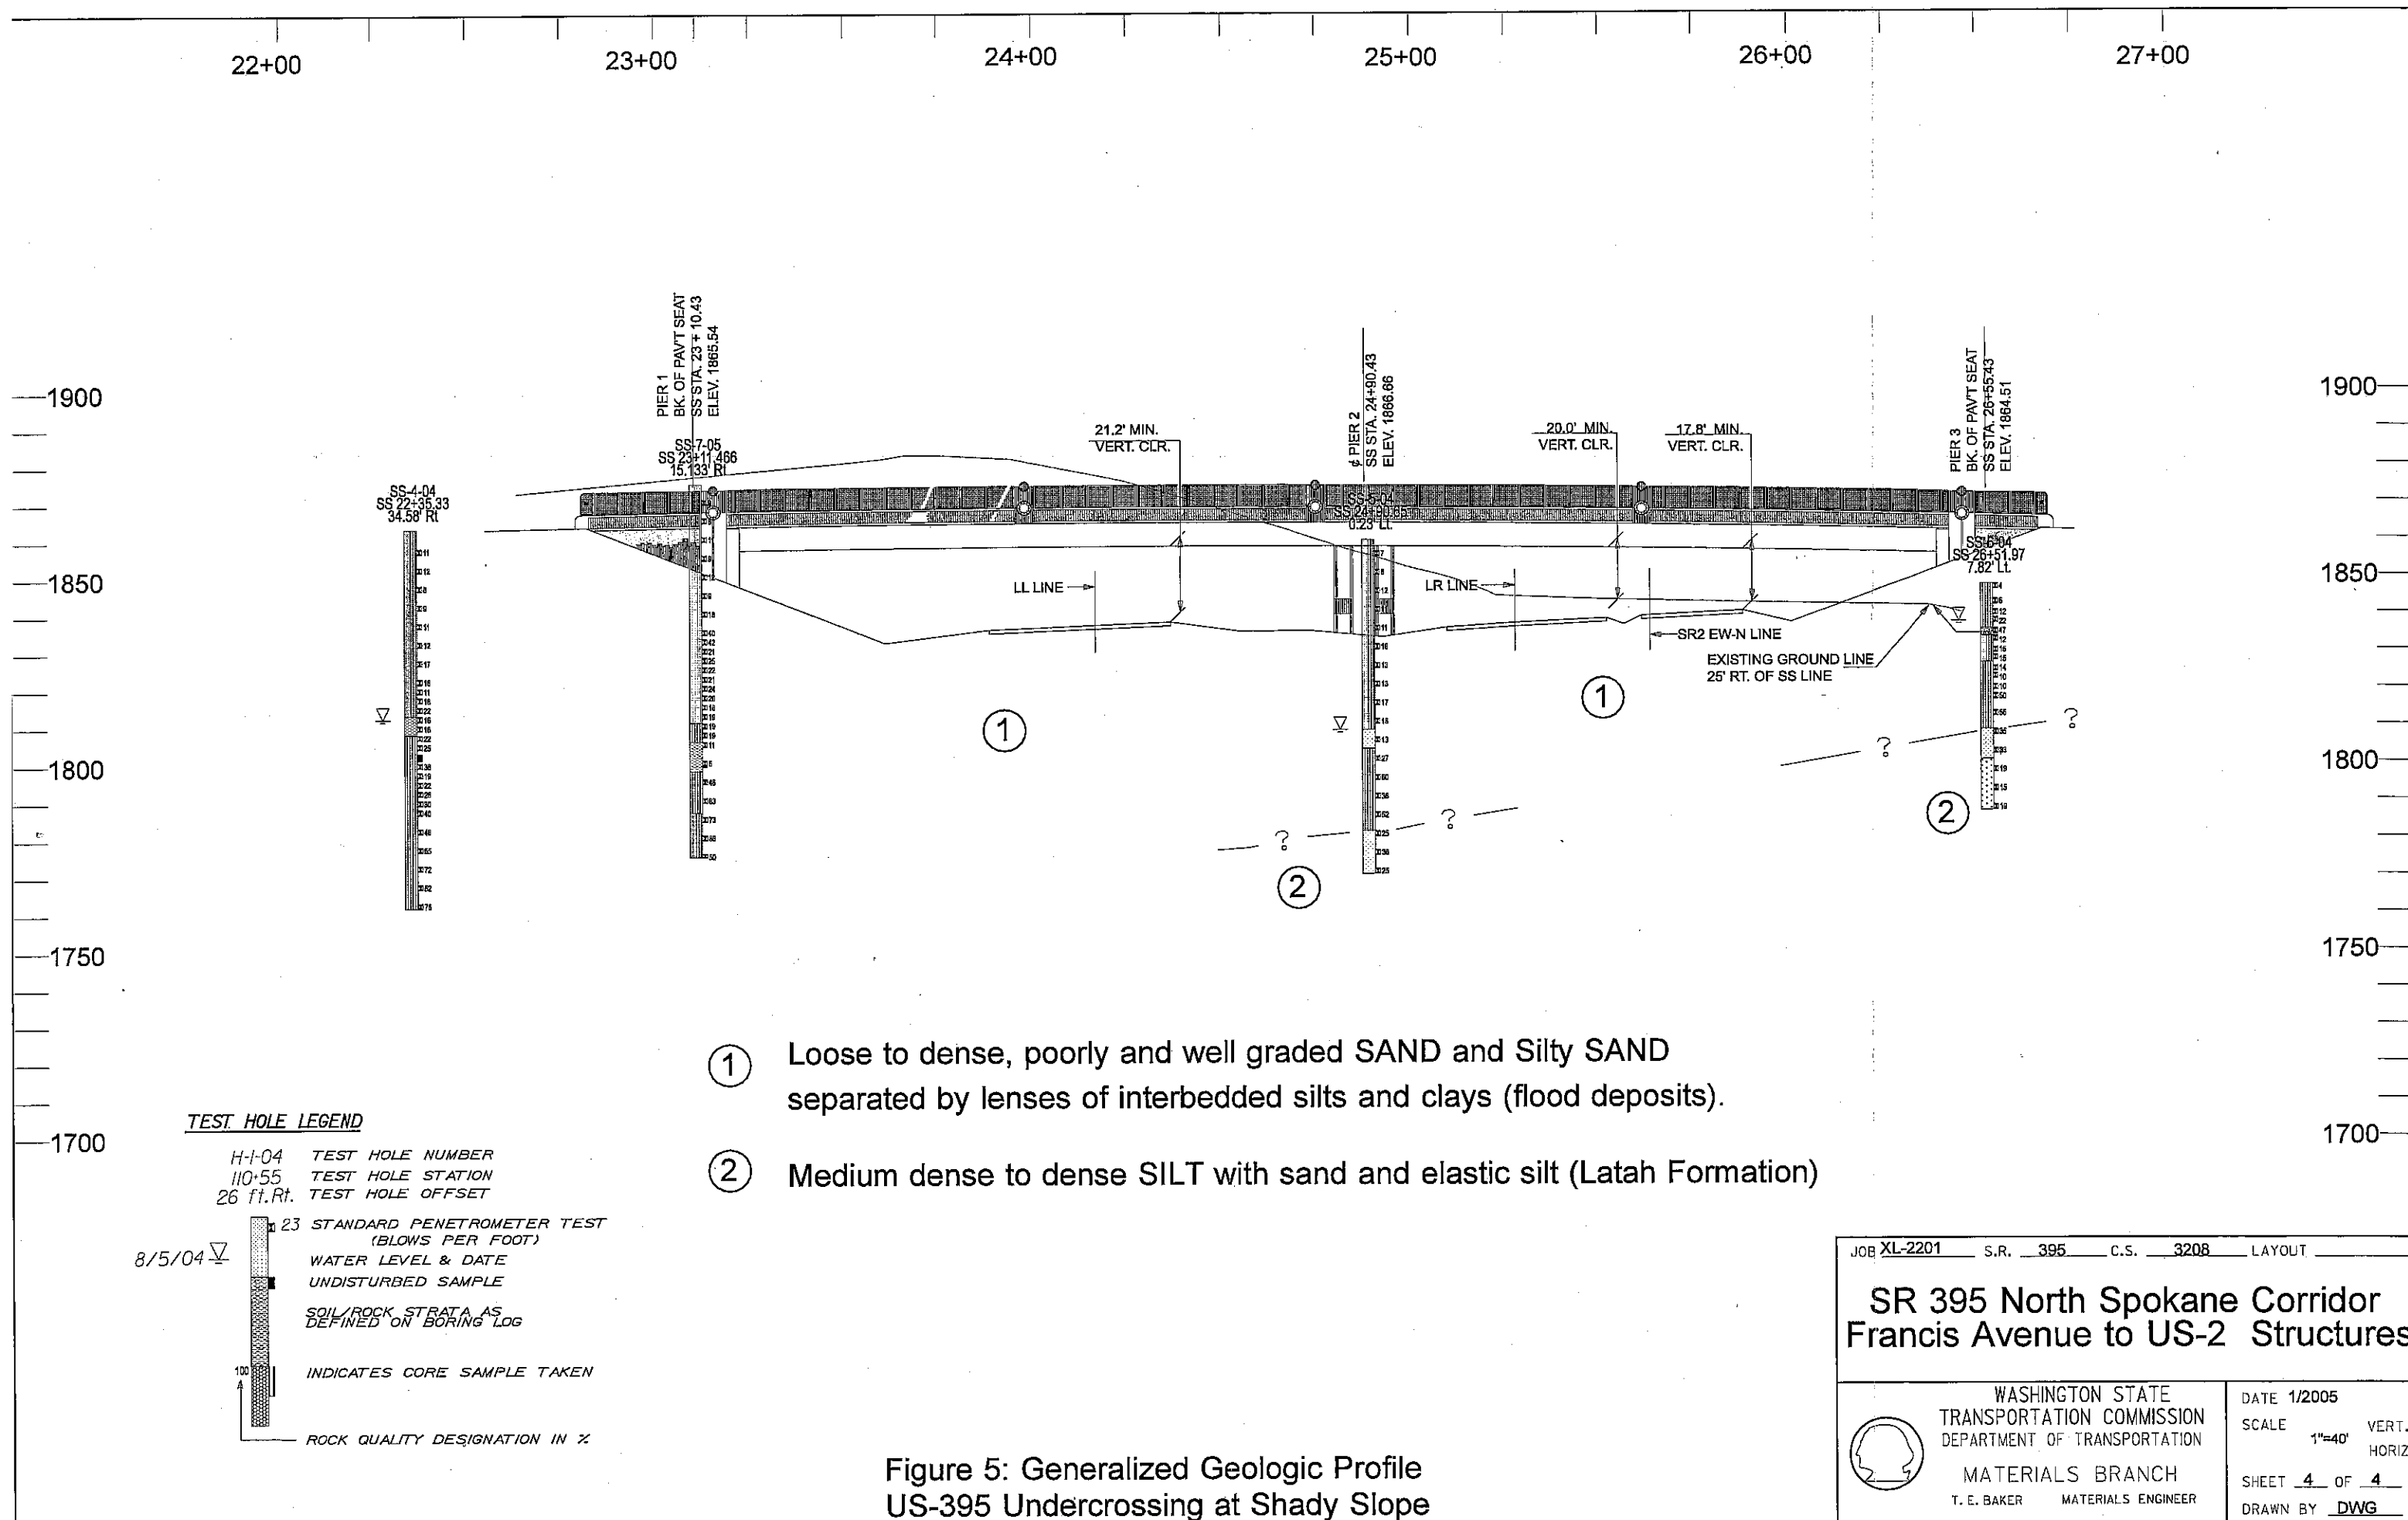 22+00 23+00 24+00 25+00 26+00 27+00
1900
1850
1800
1750
1700
1900
1850
1800
1750
1700
SS-4-04
SS 22+35.33
34.58' Rt
PIER 1
BK. OF PAV'T SEAT
SS STA. 23 + 10.43
ELEV. 1865.54
SS-7-05
SS 23+11.466
15.133' Rt
21.2' MIN.
VERT. CLR.
LL LINE
₵ PIER 2
SS STA. 24+90.43
ELEV. 1866.66
SS-5-04
SS 24+90.65
0.23' Lt.
LR LINE
20.0' MIN.
VERT. CLR.
17.8' MIN.
VERT. CLR.
SR2 EW-N LINE
EXISTING GROUND LINE
25' RT. OF SS LINE
PIER 3
BK. OF PAV'T SEAT
SS STA. 26+55.43
ELEV. 1864.51
SS-6-04
SS 26+51.97
7.82' Lt.
1
1
? ?
? ?
2
2
1 Loose to dense, poorly and well graded SAND and Silty SAND
separated by lenses of interbedded silts and clays (flood deposits).
2 Medium dense to dense SILT with sand and elastic silt (Latah Formation)
TEST HOLE LEGEND
H-1-04 TEST HOLE NUMBER
110+55 TEST HOLE STATION
26 ft.Rt. TEST HOLE OFFSET
23 STANDARD PENETROMETER TEST
(BLOWS PER FOOT)
8/5/04 WATER LEVEL & DATE
UNDISTURBED SAMPLE
SOIL/ROCK STRATA AS
DEFINED ON BORING LOG
100 INDICATES CORE SAMPLE TAKEN
ROCK QUALITY DESIGNATION IN %
Figure 5: Generalized Geologic Profile
US-395 Undercrossing at Shady Slope
JOB XL-2201 S.R. 395 C.S. 3208 LAYOUT
SR 395 North Spokane Corridor
Francis Avenue to US-2 Structures
WASHINGTON STATE
TRANSPORTATION COMMISSION
DEPARTMENT OF TRANSPORTATION
MATERIALS BRANCH
T. E. BAKER MATERIALS ENGINEER
DATE 1/2005
SCALE 1"=40' VERT.
HORIZ
SHEET 4 OF 4
DRAWN BY DWG